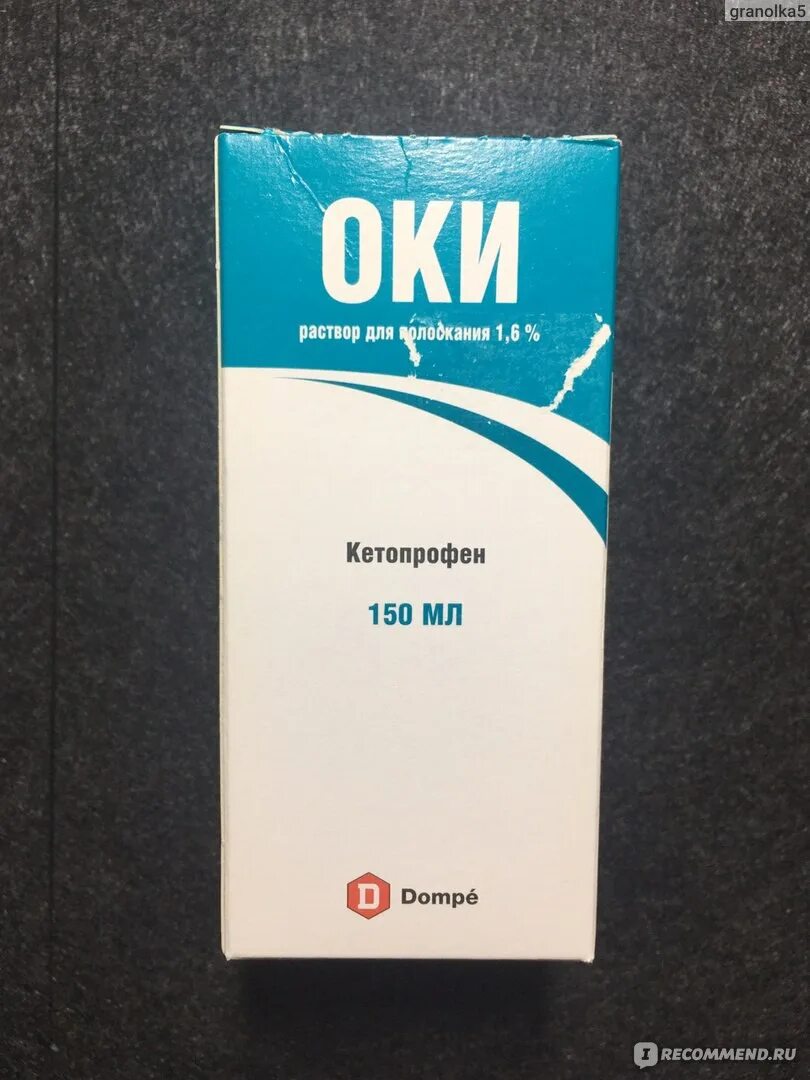 granolka5
ОКИ
раствор для полоскания 1,6 %
Кетопрофен
150 МЛ
D Dompé
I RECOMMEND.RU